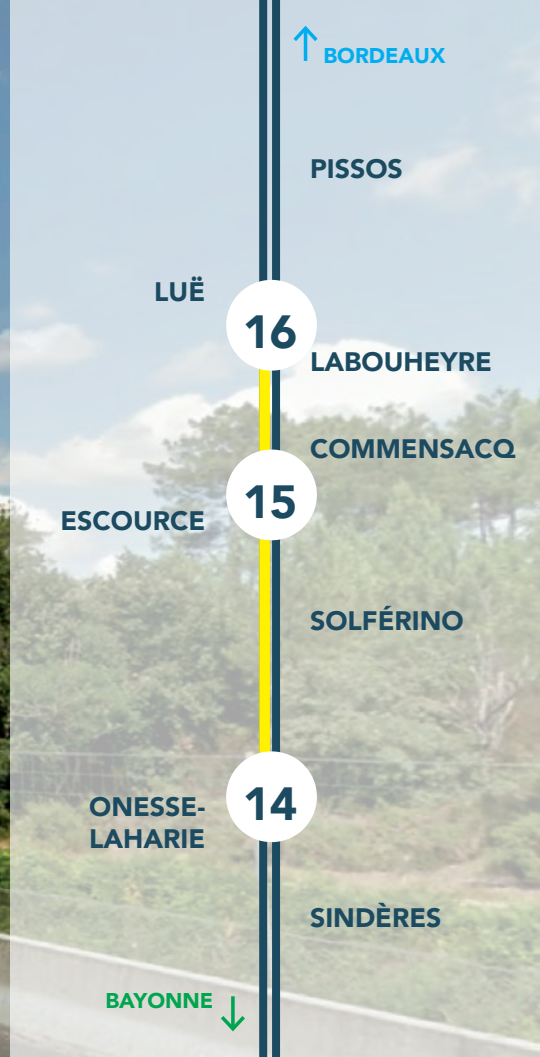 ↑ BORDEAUX
PISSOS
LUË
16
LABOUHEYRE
COMMENSACQ
15
ESCOURCE
SOLFÉRINO
14
ONESSE-
LAHARIE
SINDÈRES
BAYONNE ↓